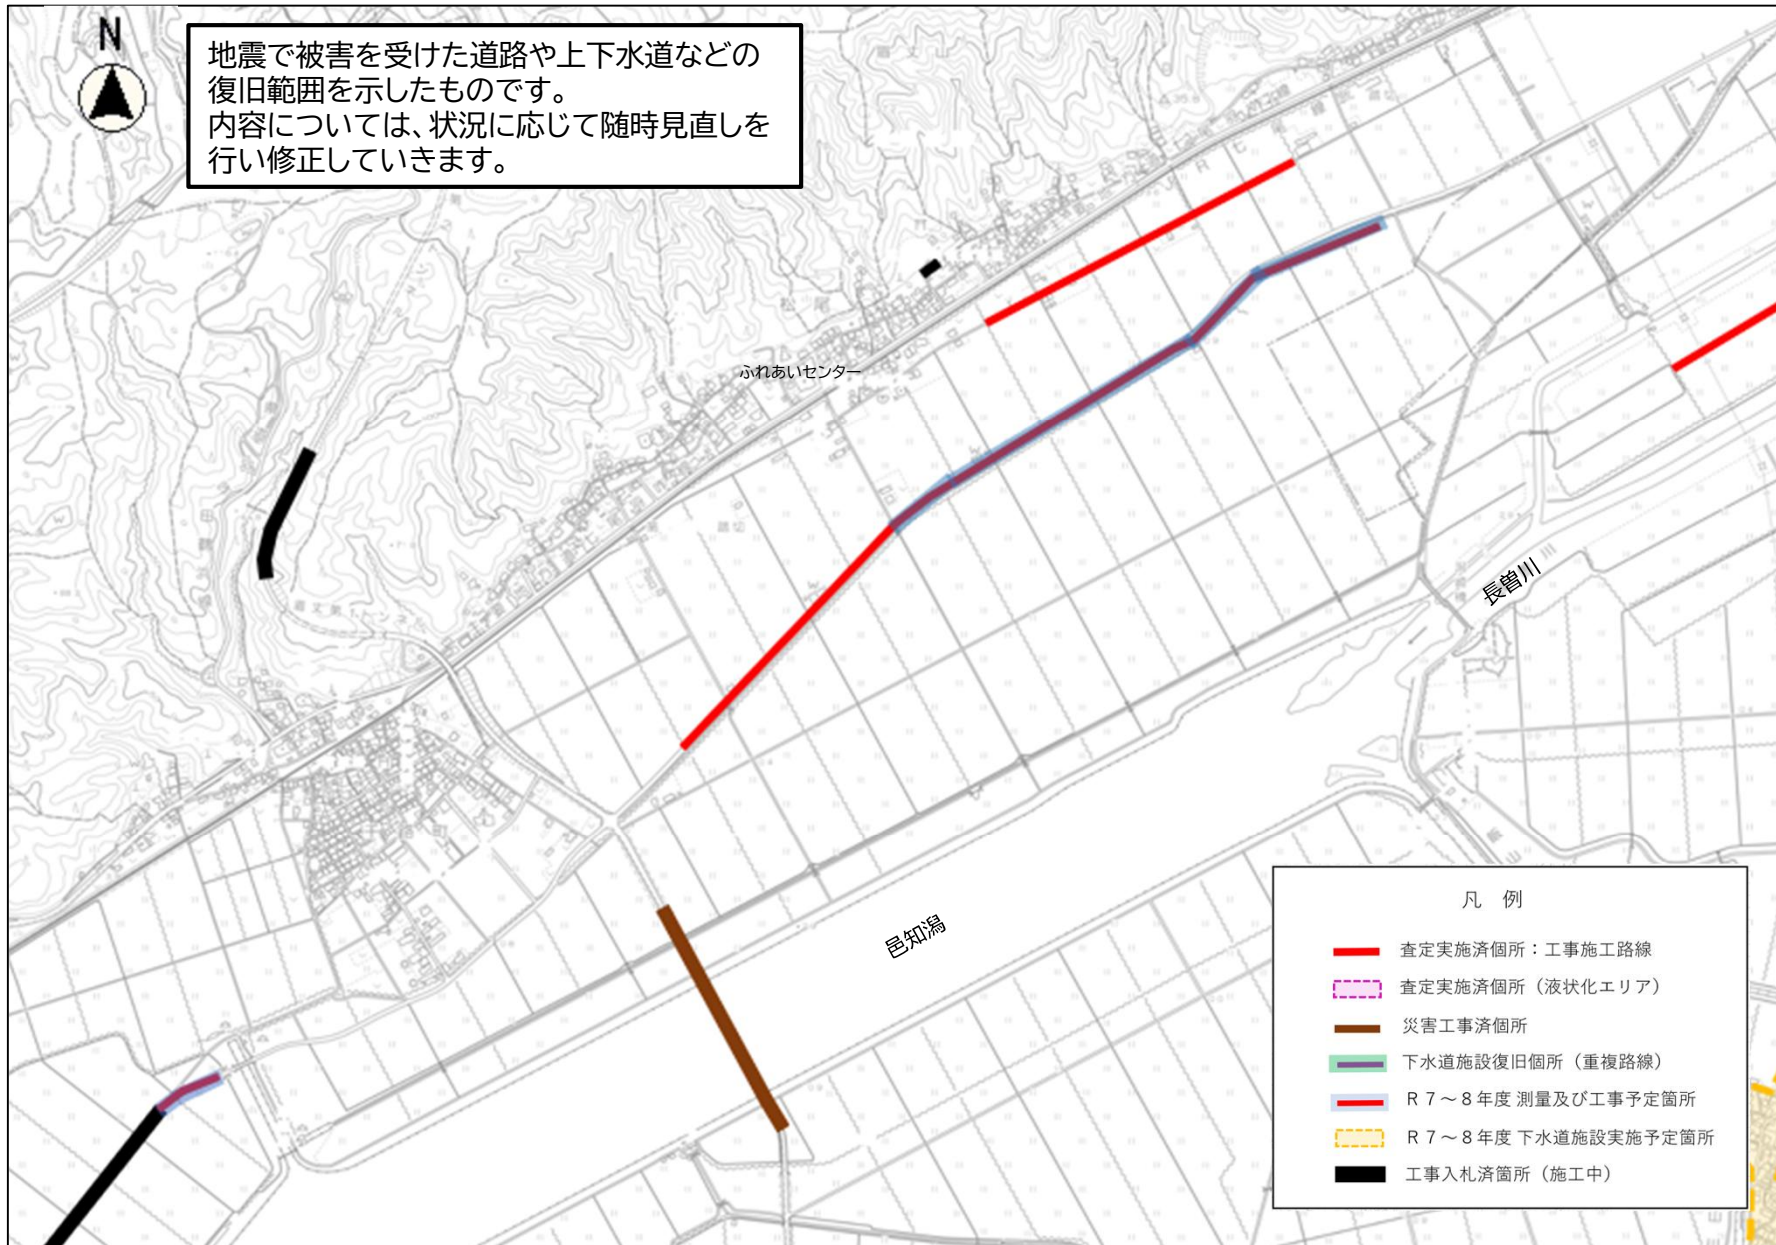 N
地震で被害を受けた道路や上下水道などの
復旧範囲を示したものです。
内容については、状況に応じて随時見直しを
行い修正していきます。
松尾
ふれあいセンター
長曽川
邑知潟
凡　例
査定実施済個所：工事施工路線
査定実施済個所（液状化エリア）
災害工事済個所
下水道施設復旧個所（重複路線）
Ｒ７～８年度 測量及び工事予定箇所
Ｒ７～８年度 下水道施設実施予定箇所
工事入札済箇所（施工中）